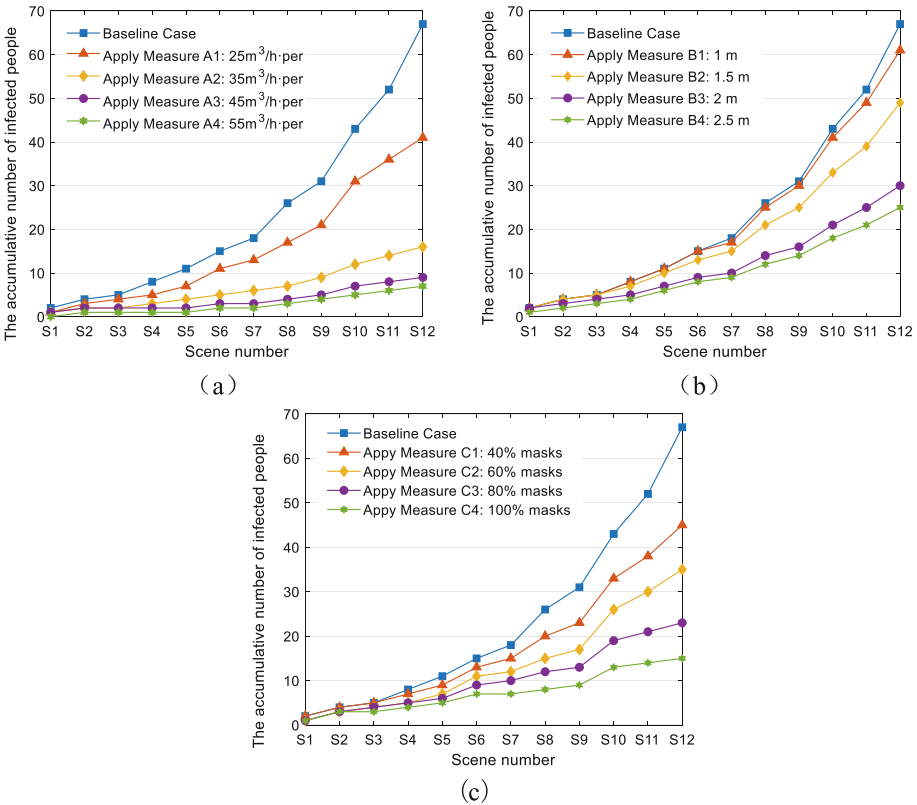 The accumulative number of infected people
70
60
50
40
30
20
10
0
Baseline Case
Apply Measure A1: 25m³/h·per
Apply Measure A2: 35m³/h·per
Apply Measure A3: 45m³/h·per
Apply Measure A4: 55m³/h·per
S1 S2 S3 S4 S5 S6 S7 S8 S9 S10 S11 S12
Scene number
(a)
The accumulative number of infected people
70
60
50
40
30
20
10
0
Baseline Case
Apply Measure B1: 1 m
Apply Measure B2: 1.5 m
Apply Measure B3: 2 m
Apply Measure B4: 2.5 m
S1 S2 S3 S4 S5 S6 S7 S8 S9 S10 S11 S12
Scene number
(b)
The accumulative number of infected people
70
60
50
40
30
20
10
0
Baseline Case
Appy Measure C1: 40% masks
Appy Measure C2: 60% masks
Appy Measure C3: 80% masks
Appy Measure C4: 100% masks
S1 S2 S3 S4 S5 S6 S7 S8 S9 S10 S11 S12
Scene number
(c)